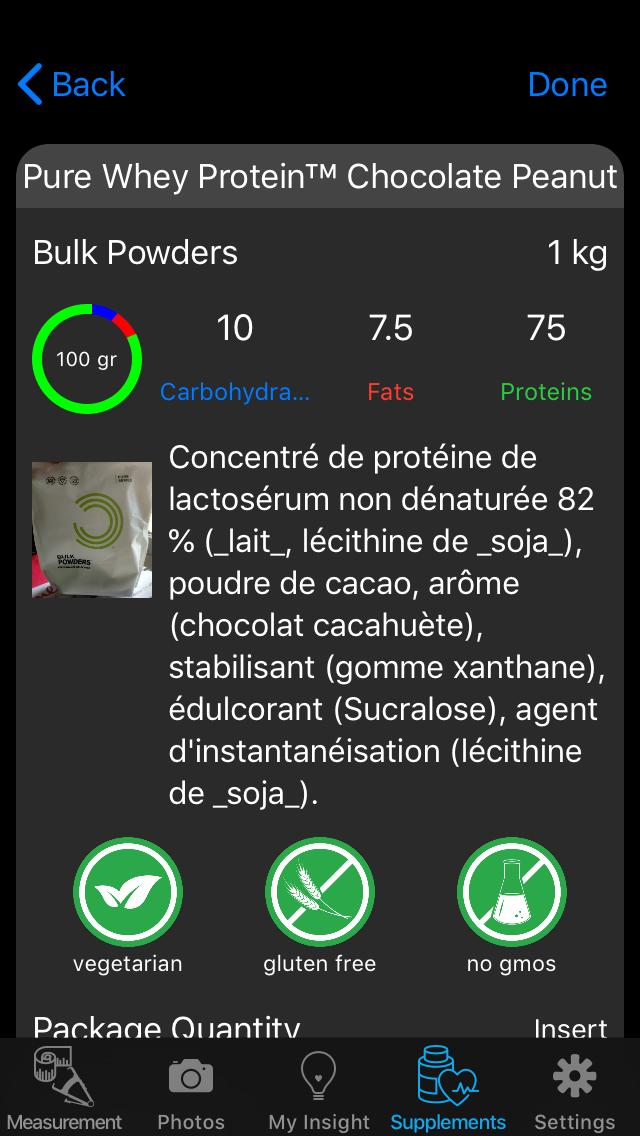 Back
Done
Pure Whey Protein™ Chocolate Peanut
Bulk Powders
1 kg
100 gr
10
7.5
75
Carbohydra...
Fats
Proteins
BULK
POWDERS
Concentré de protéine de
lactosérum non dénaturée 82
% (_lait_, lécithine de _soja_),
poudre de cacao, arôme
(chocolat cacahuète),
stabilisant (gomme xanthane),
édulcorant (Sucralose), agent
d'instantanéisation (lécithine
de _soja_).
vegetarian
gluten free
no gmos
Package Quantity
Insert
Measurement
Photos
My Insight
Supplements
Settings